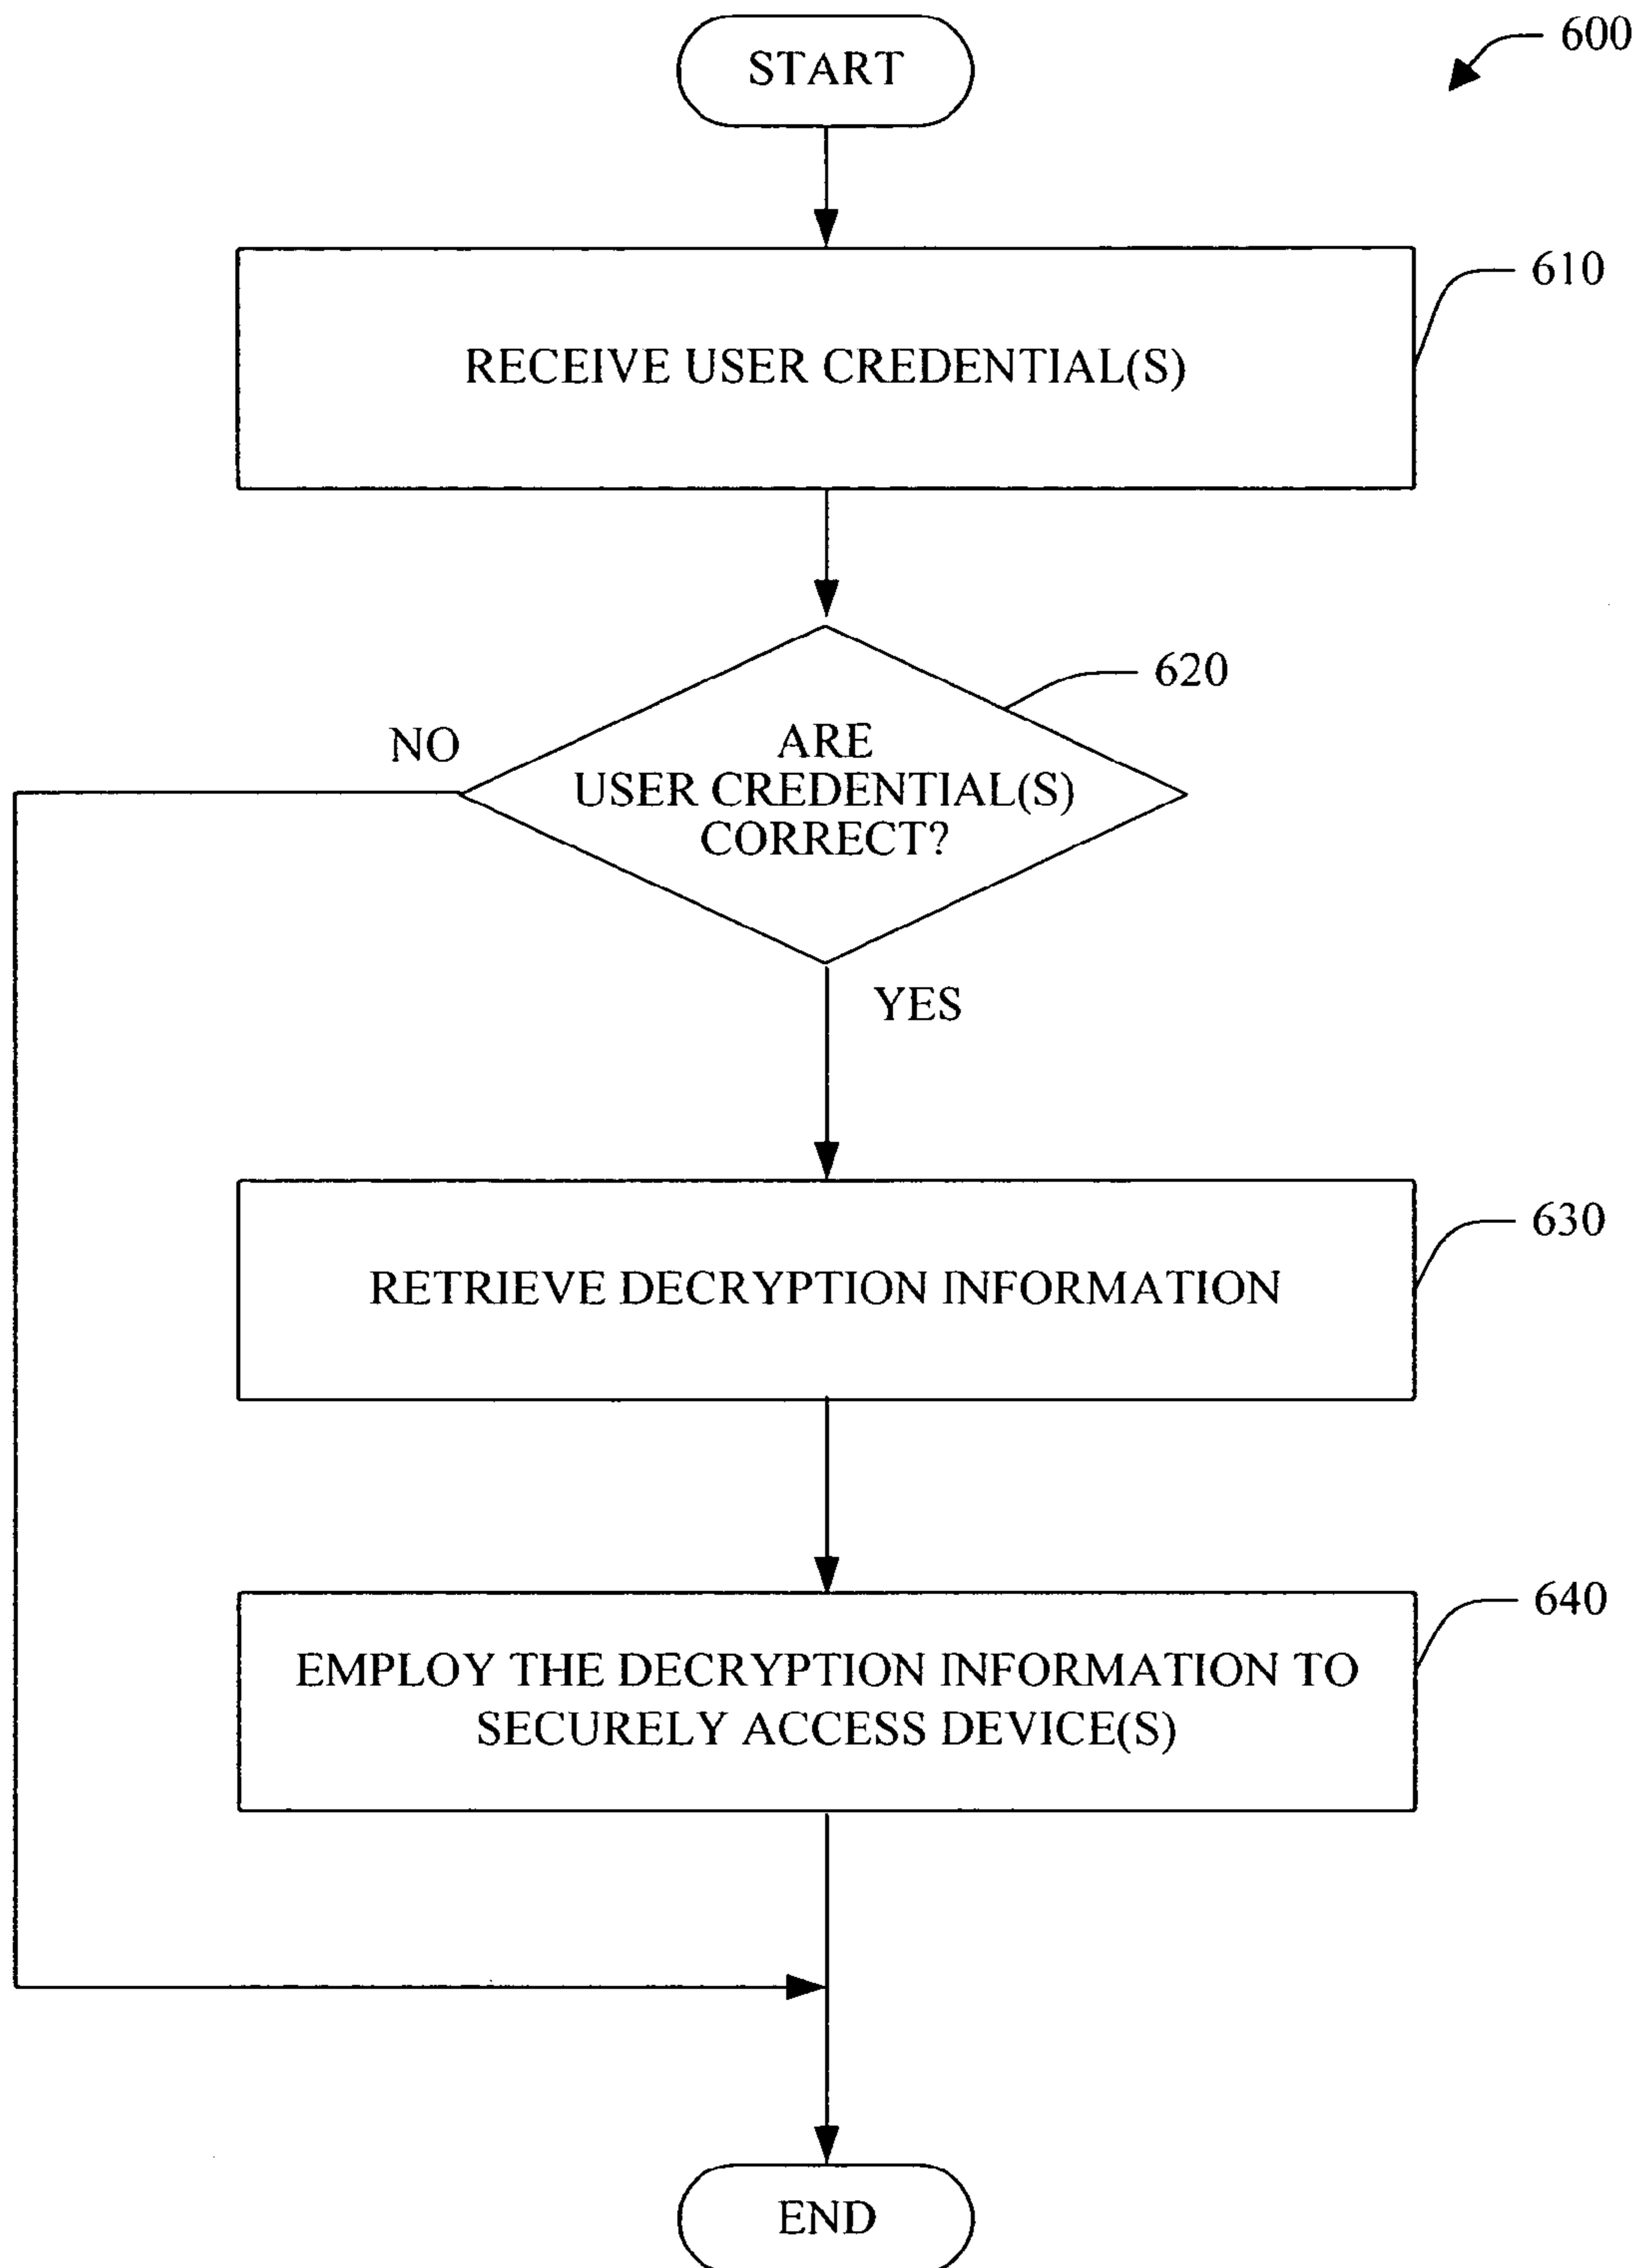 START
600
RECEIVE USER CREDENTIAL(S)
610
620
NO
ARE
USER CREDENTIAL(S)
CORRECT?
YES
RETRIEVE DECRYPTION INFORMATION
630
EMPLOY THE DECRYPTION INFORMATION TO
SECURELY ACCESS DEVICE(S)
640
END